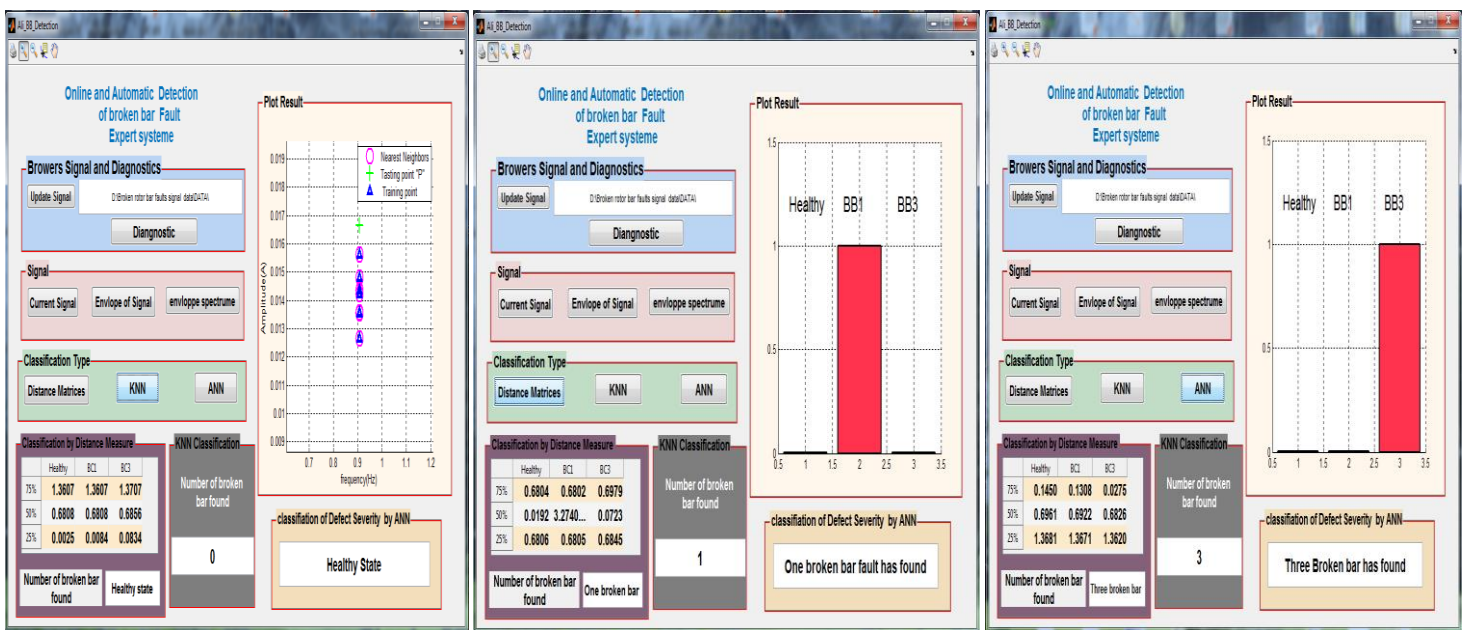 Ali_BB_Detection
Online and Automatic Detection
of broken bar Fault
Expert systeme
Browers Signal and Diagnostics
Update Signal
D:\Broken rotor bar faults signal data\DATA\
Diangnostic
Signal
Current Signal
Envlope of Signal
envloppe spectrume
Classification Type
Distance Matrices
KNN
ANN
Classification by Distance Measure
Healthy BC1 BC3
75% 1.3607 1.3607 1.3707
50% 0.6808 0.6808 0.6856
25% 0.0025 0.0084 0.0834
Number of broken bar
found
Healthy state
KNN Classification
Number of broken
bar found
0
Plot Result
Nearest Neighbors
Tasting point "P"
Training point
0.019
0.018
0.017
0.016
0.015
0.014
0.013
0.012
0.011
0.01
0.009
Amplitude(A)
0.7 0.8 0.9 1 1.1 1.2
frequency(Hz)
classifiation of Defect Severity by ANN
Healthy State
Ali_BB_Detection
Online and Automatic Detection
of broken bar Fault
Expert systeme
Browers Signal and Diagnostics
Update Signal
D:\Broken rotor bar faults signal data\DATA\
Diangnostic
Signal
Current Signal
Envlope of Signal
envloppe spectrume
Classification Type
Distance Matrices
KNN
ANN
Classification by Distance Measure
Healthy BC1 BC3
75% 0.6804 0.6802 0.6979
50% 0.0192 3.2740... 0.0723
25% 0.6806 0.6805 0.6845
Number of broken bar
found
One broken bar
KNN Classification
Number of broken
bar found
1
Plot Result
1.5
Healthy BB1 BB3
1
0.5
0
0.5 1 1.5 2 2.5 3 3.5
classifiation of Defect Severity by ANN
One broken bar fault has found
Ali_BB_Detection
Online and Automatic Detection
of broken bar Fault
Expert systeme
Browers Signal and Diagnostics
Update Signal
D:\Broken rotor bar faults signal data\DATA\
Diangnostic
Signal
Current Signal
Envlope of Signal
envloppe spectrume
Classification Type
Distance Matrices
KNN
ANN
Classification by Distance Measure
Healthy BC1 BC3
75% 0.1450 0.1308 0.0275
50% 0.6961 0.6922 0.6826
25% 1.3681 1.3671 1.3620
Number of broken bar
found
Three broken bar
KNN Classification
Number of broken
bar found
3
Plot Result
1.5
Healthy BB1 BB3
1
0.5
0
0.5 1 1.5 2 2.5 3 3.5
classifiation of Defect Severity by ANN
Three Broken bar has found